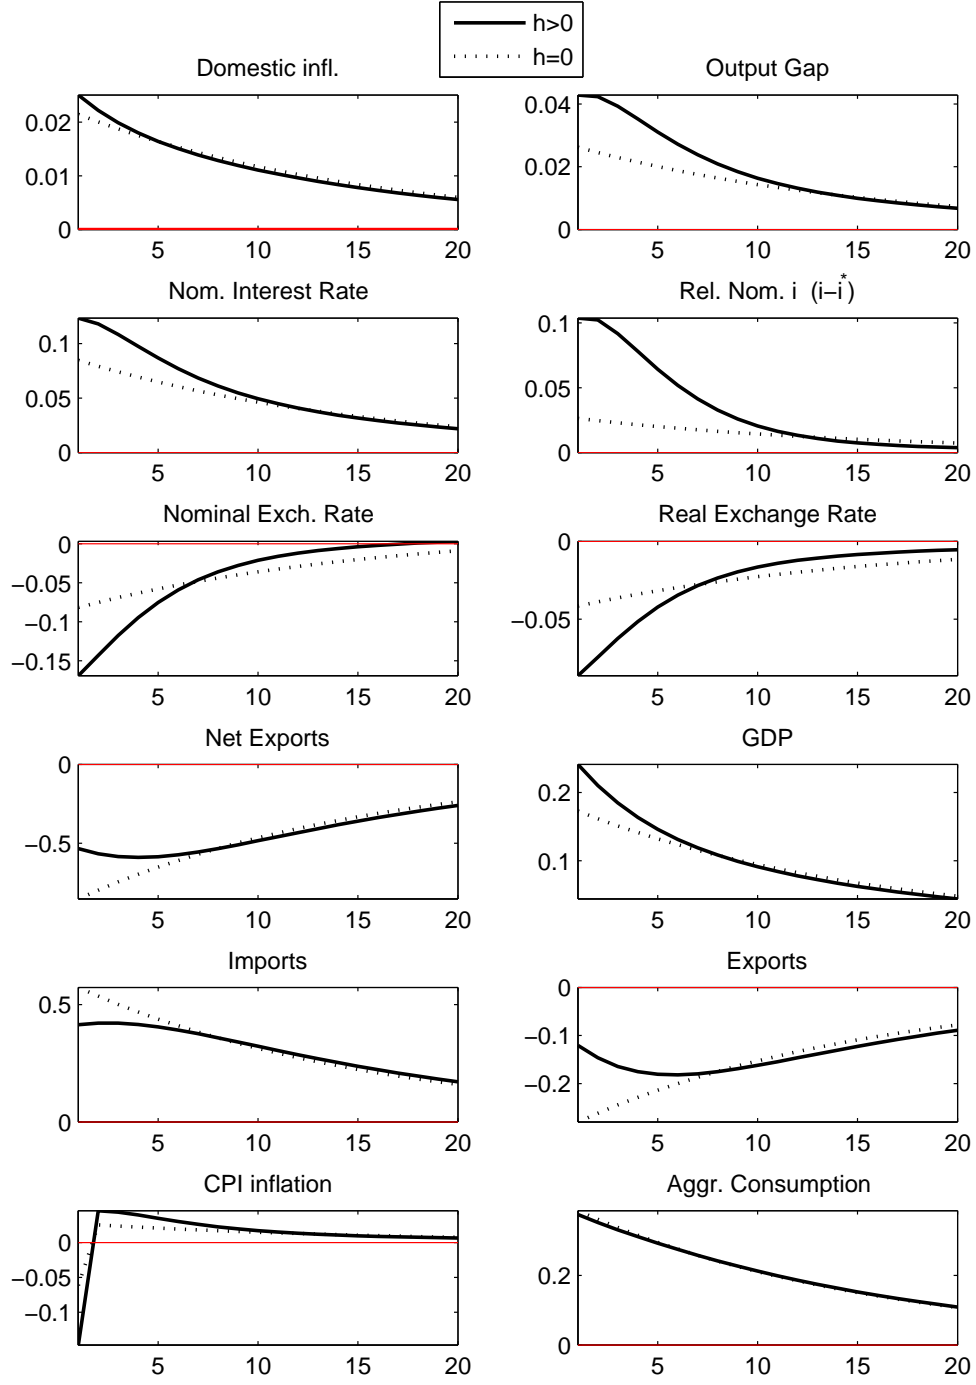 h>0
h=0
Domestic infl.
0.02
0.01
0
5 10 15 20
Output Gap
0.04
0.02
0
5 10 15 20
Nom. Interest Rate
0.1
0.05
0
5 10 15 20
Rel. Nom. i (i−i*)
0.1
0.05
0
5 10 15 20
Nominal Exch. Rate
0
−0.05
−0.1
−0.15
5 10 15 20
Real Exchange Rate
0
−0.05
5 10 15 20
Net Exports
0
−0.5
5 10 15 20
GDP
0.2
0.1
5 10 15 20
Imports
0.5
0
5 10 15 20
Exports
0
−0.1
−0.2
5 10 15 20
CPI inflation
0
−0.05
−0.1
5 10 15 20
Aggr. Consumption
0.2
0
5 10 15 20